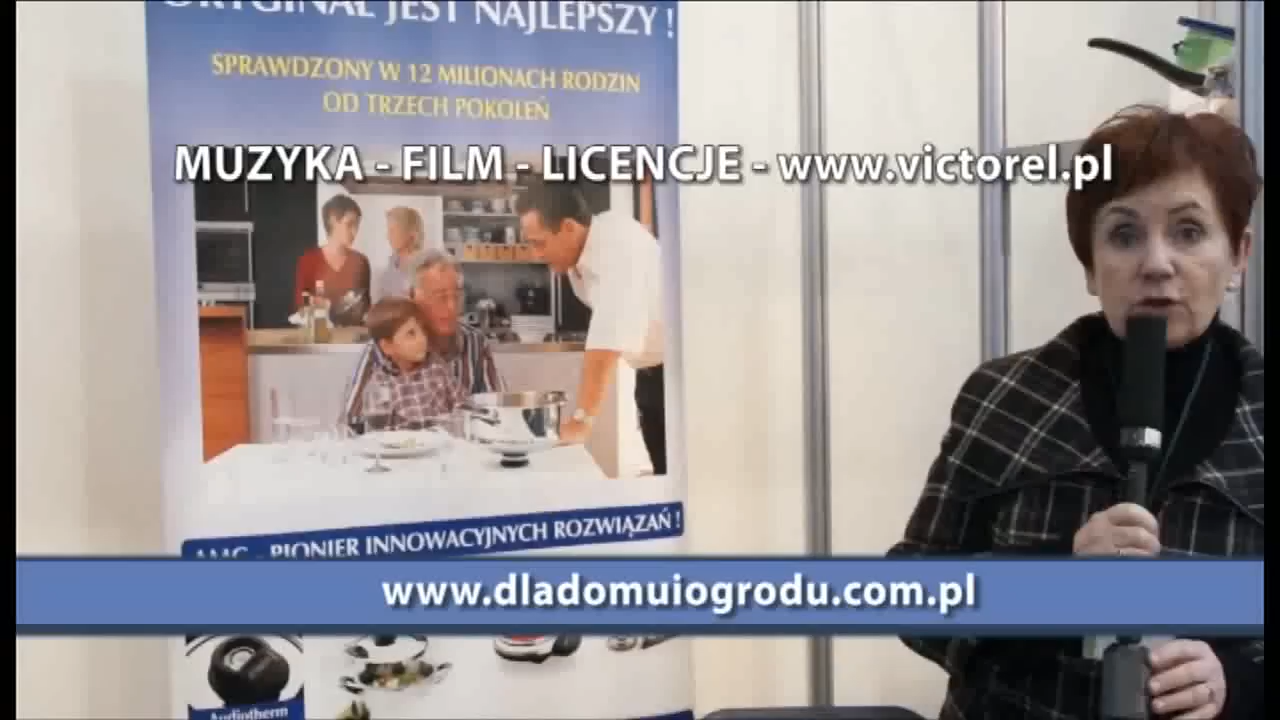 ORYGINAŁ JEST NAJLEPSZY !
SPRAWDZONY W 12 MILIONACH RODZIN
OD TRZECH POKOLEŃ
MUZYKA - FILM - LICENCJE - www.victorel.pl
AMC - PIONIER INNOWACYJNYCH ROZWIĄZAŃ !
www.dladomuiogrodu.com.pl
Audiotherm